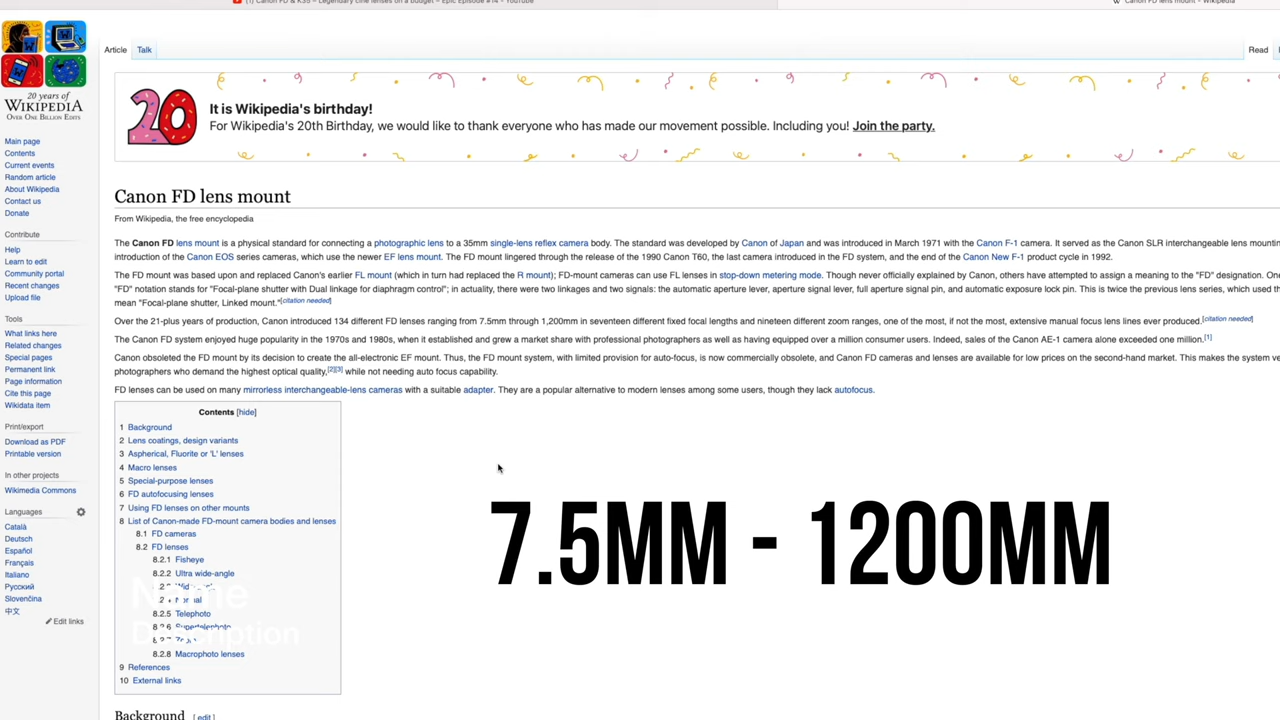 (1) Canon FD & K35 – Legendary cine lenses on a budget – Epic Episode #14 - YouTube
Canon FD lens mount - Wikipedia
20 years of
WIKIPEDIA
OVER ONE BILLION EDITS
Article Talk
Read
20
It is Wikipedia's birthday!
For Wikipedia's 20th Birthday, we would like to thank everyone who has made our movement possible. Including you! Join the party.
Main page
Contents
Current events
Random article
About Wikipedia
Contact us
Donate
Contribute
Help
Learn to edit
Community portal
Recent changes
Upload file
Tools
What links here
Related changes
Special pages
Permanent link
Page information
Cite this page
Wikidata item
Print/export
Download as PDF
Printable version
In other projects
Wikimedia Commons
Languages
Català
Deutsch
Español
Français
Italiano
Русский
Slovenčina
中文
Edit links
Canon FD lens mount
From Wikipedia, the free encyclopedia
The Canon FD lens mount is a physical standard for connecting a photographic lens to a 35mm single-lens reflex camera body. The standard was developed by Canon of Japan and was introduced in March 1971 with the Canon F-1 camera. It served as the Canon SLR interchangeable lens
introduction of the Canon EOS series cameras, which use the newer EF lens mount. The FD mount lingered through the release of the 1990 Canon T60, the last camera introduced in the FD system, and the end of the Canon New F-1 product cycle in 1992.
The FD mount was based upon and replaced Canon's earlier FL mount (which in turn had replaced the R mount); FD-mount cameras can use FL lenses in stop-down metering mode. Though never officially explained by Canon, others have attempted to assign a meaning to the "FD" designation. One
"FD" notation stands for "Focal-plane shutter with Dual linkage for diaphragm control"; in actuality, there were two linkages and two signals: the automatic aperture lever, aperture signal lever, full aperture signal pin, and automatic exposure lock pin. This is twice the previous lens series, which used
mean "Focal-plane shutter, Linked mount."[citation needed]
Over the 21-plus years of production, Canon introduced 134 different FD lenses ranging from 7.5mm through 1,200mm in seventeen different fixed focal lengths and nineteen different zoom ranges, one of the most, if not the most, extensive manual focus lens lines ever produced.[citation needed]
The Canon FD system enjoyed huge popularity in the 1970s and 1980s, when it established and grew a market share with professional photographers as well as having equipped over a million consumer users. Indeed, sales of the Canon AE-1 camera alone exceeded one million.[1]
Canon obsoleted the FD mount by its decision to create the all-electronic EF mount. Thus, the FD mount system, with limited provision for auto-focus, is now commercially obsolete, and Canon FD cameras and lenses are available for low prices on the second-hand market. This makes the system
photographers who demand the highest optical quality,[2][3] while not needing auto focus capability.
FD lenses can be used on many mirrorless interchangeable-lens cameras with a suitable adapter. They are a popular alternative to modern lenses among some users, though they lack autofocus.
Contents [hide]
1 Background
2 Lens coatings, design variants
3 Aspherical, Fluorite or 'L' lenses
4 Macro lenses
5 Special-purpose lenses
6 FD autofocusing lenses
7 Using FD lenses on other mounts
8 List of Canon-made FD-mount camera bodies and lenses
8.1 FD cameras
8.2 FD lenses
8.2.1 Fisheye
8.2.2 Ultra wide-angle
8.2.5 Telephoto
8.2.6 Supertelephoto
8.2.8 Macrophoto lenses
9 References
10 External links
Name
Description
7.5MM - 1200MM
Background [ edit ]